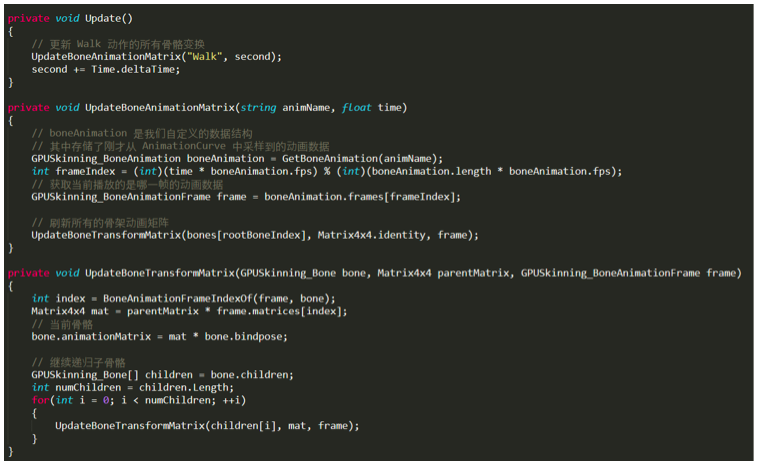 private void Update()
{
// 更新 Walk 动作的所有骨骼变换
UpdateBoneAnimationMatrix("Walk", second);
second += Time.deltaTime;
}
private void UpdateBoneAnimationMatrix(string animName, float time)
{
// boneAnimation 是我们自定义的数据结构
// 其中存储了刚才从 AnimationCurve 中采样到的动画数据
GPUSkinning_BoneAnimation boneAnimation = GetBoneAnimation(animName);
int frameIndex = (int)(time * boneAnimation.fps) % (int)(boneAnimation.length * boneAnimation.fps);
// 获取当前播放的是哪一帧的动画数据
GPUSkinning_BoneAnimationFrame frame = boneAnimation.frames[frameIndex];
// 刷新所有的骨架动画矩阵
UpdateBoneTransformMatrix(bones[rootBoneIndex], Matrix4x4.identity, frame);
}
private void UpdateBoneTransformMatrix(GPUSkinning_Bone bone, Matrix4x4 parentMatrix, GPUSkinning_BoneAnimationFrame frame)
{
int index = BoneAnimationFrameIndexOf(frame, bone);
Matrix4x4 mat = parentMatrix * frame.matrices[index];
// 当前骨骼
bone.animationMatrix = mat * bone.bindpose;
// 继续递归子骨骼
GPUSkinning_Bone[] children = bone.children;
int numChildren = children.Length;
for(int i = 0; i < numChildren; ++i)
{
UpdateBoneTransformMatrix(children[i], mat, frame);
}
}